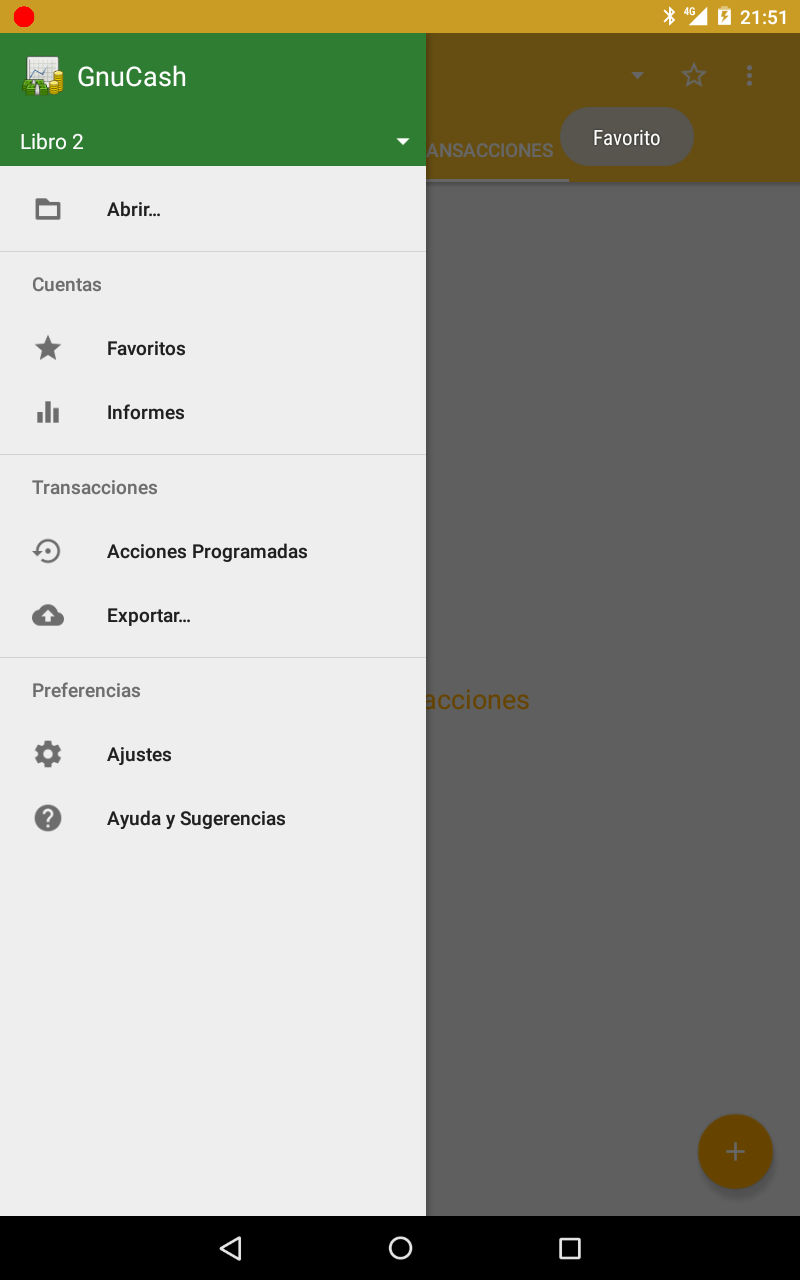 4G 21:51
GnuCash
Libro 2
ANSACCIONES
Favorito
Abrir...
Cuentas
Favoritos
Informes
Transacciones
Acciones Programadas
Exportar...
Preferencias
acciones
Ajustes
Ayuda y Sugerencias